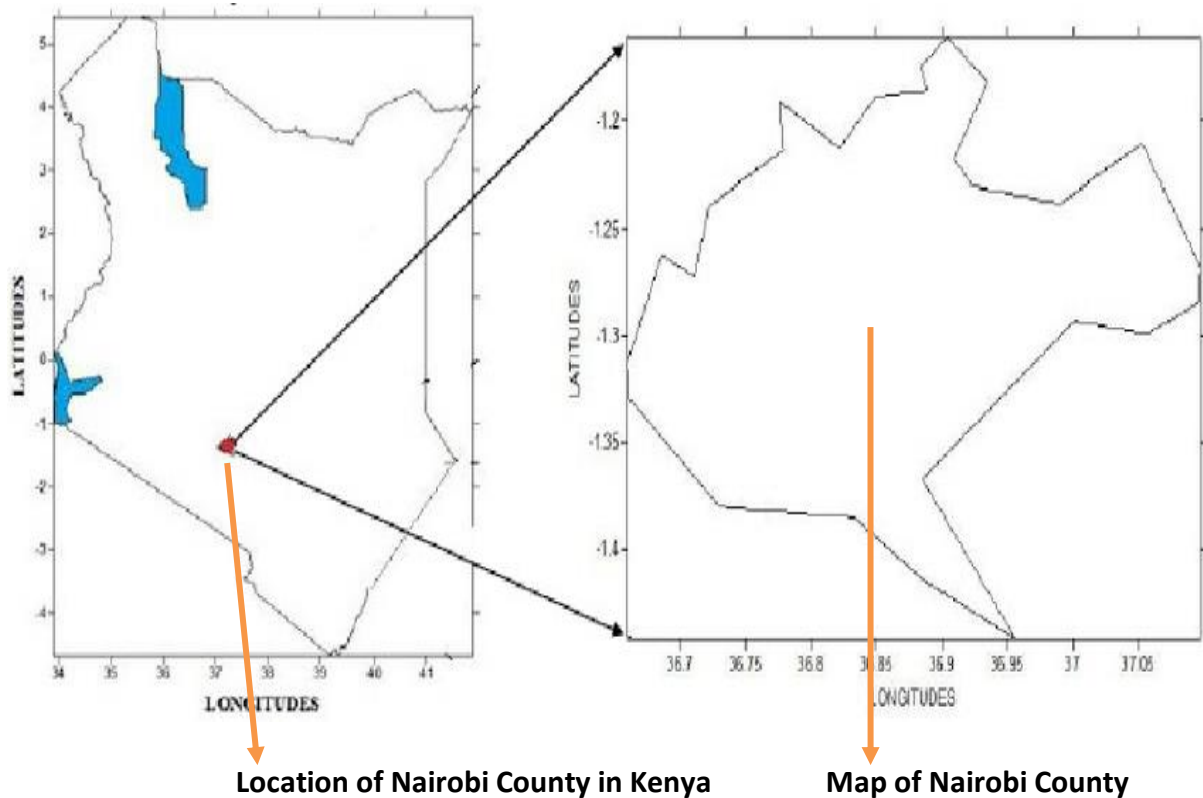 5
4
3
2
1
0
-1
-2
-3
-4
LATITUDES
34 35 36 37 38 39 40 41
LONGITUDES
-1.2
-1.25
-1.3
-1.35
-1.4
LATITUDES
36.7 36.75 36.8 36.85 36.9 36.95 37 37.05
LONGITUDES
Location of Nairobi County in Kenya
Map of Nairobi County